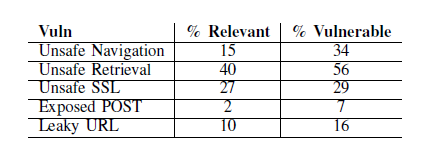 Vuln % Relevant % Vulnerable
Unsafe Navigation 15 34
Unsafe Retrieval 40 56
Unsafe SSL 27 29
Exposed POST 2 7
Leaky URL 10 16